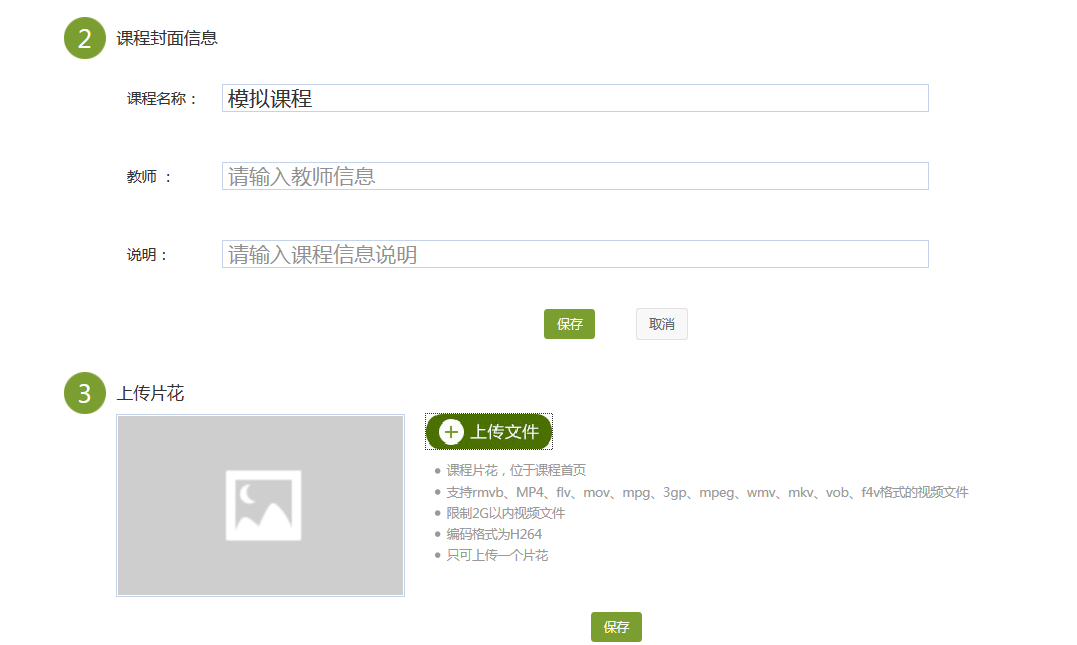 2 课程封面信息
课程名称： 模拟课程
教师 ： 请输入教师信息
说明： 请输入课程信息说明
保存 取消
3 上传片花
上传文件
课程片花，位于课程首页
支持rmvb、MP4、flv、mov、mpg、3gp、mpeg、wmv、mkv、vob、f4v格式的视频文件
限制2G以内视频文件
编码格式为H264
只可上传一个片花
保存